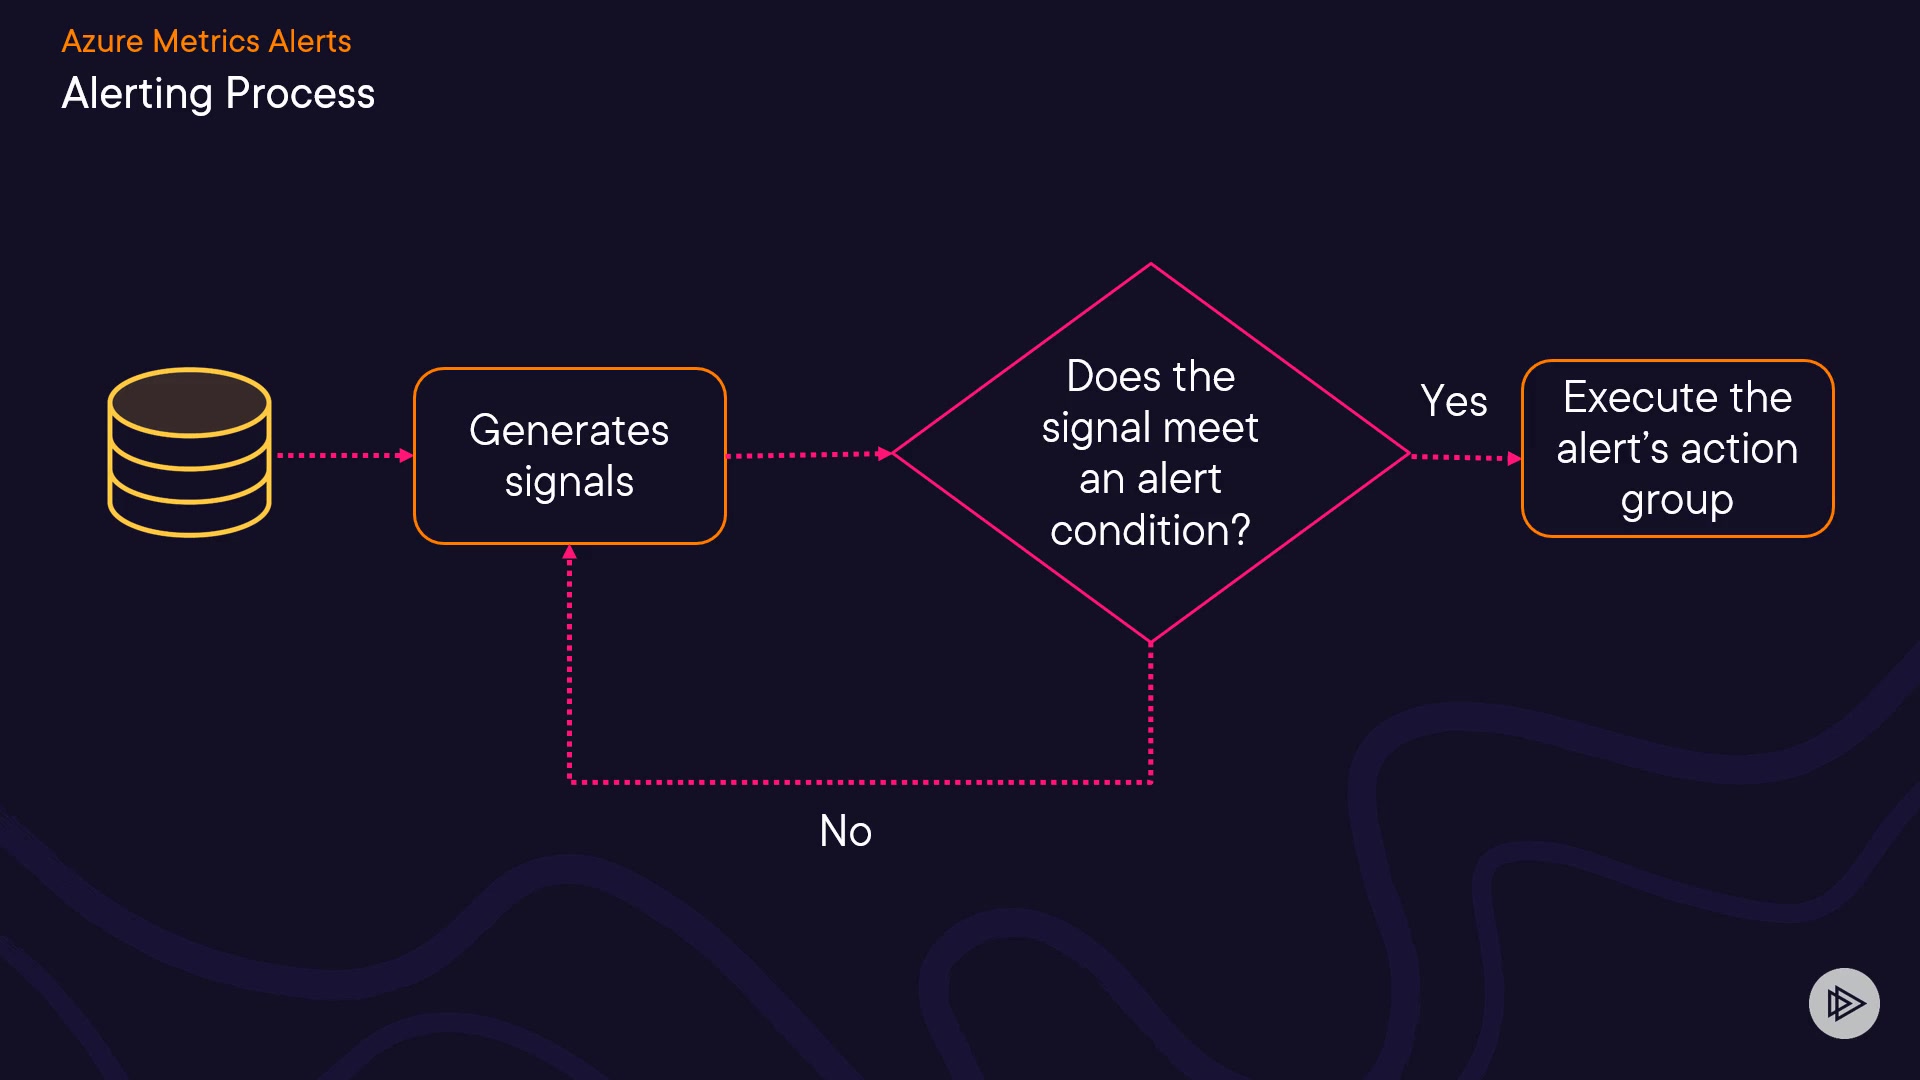 Azure Metrics Alerts
Alerting Process
Generates
signals
Does the
signal meet
an alert
condition?
Yes
Execute the
alert’s action
group
No